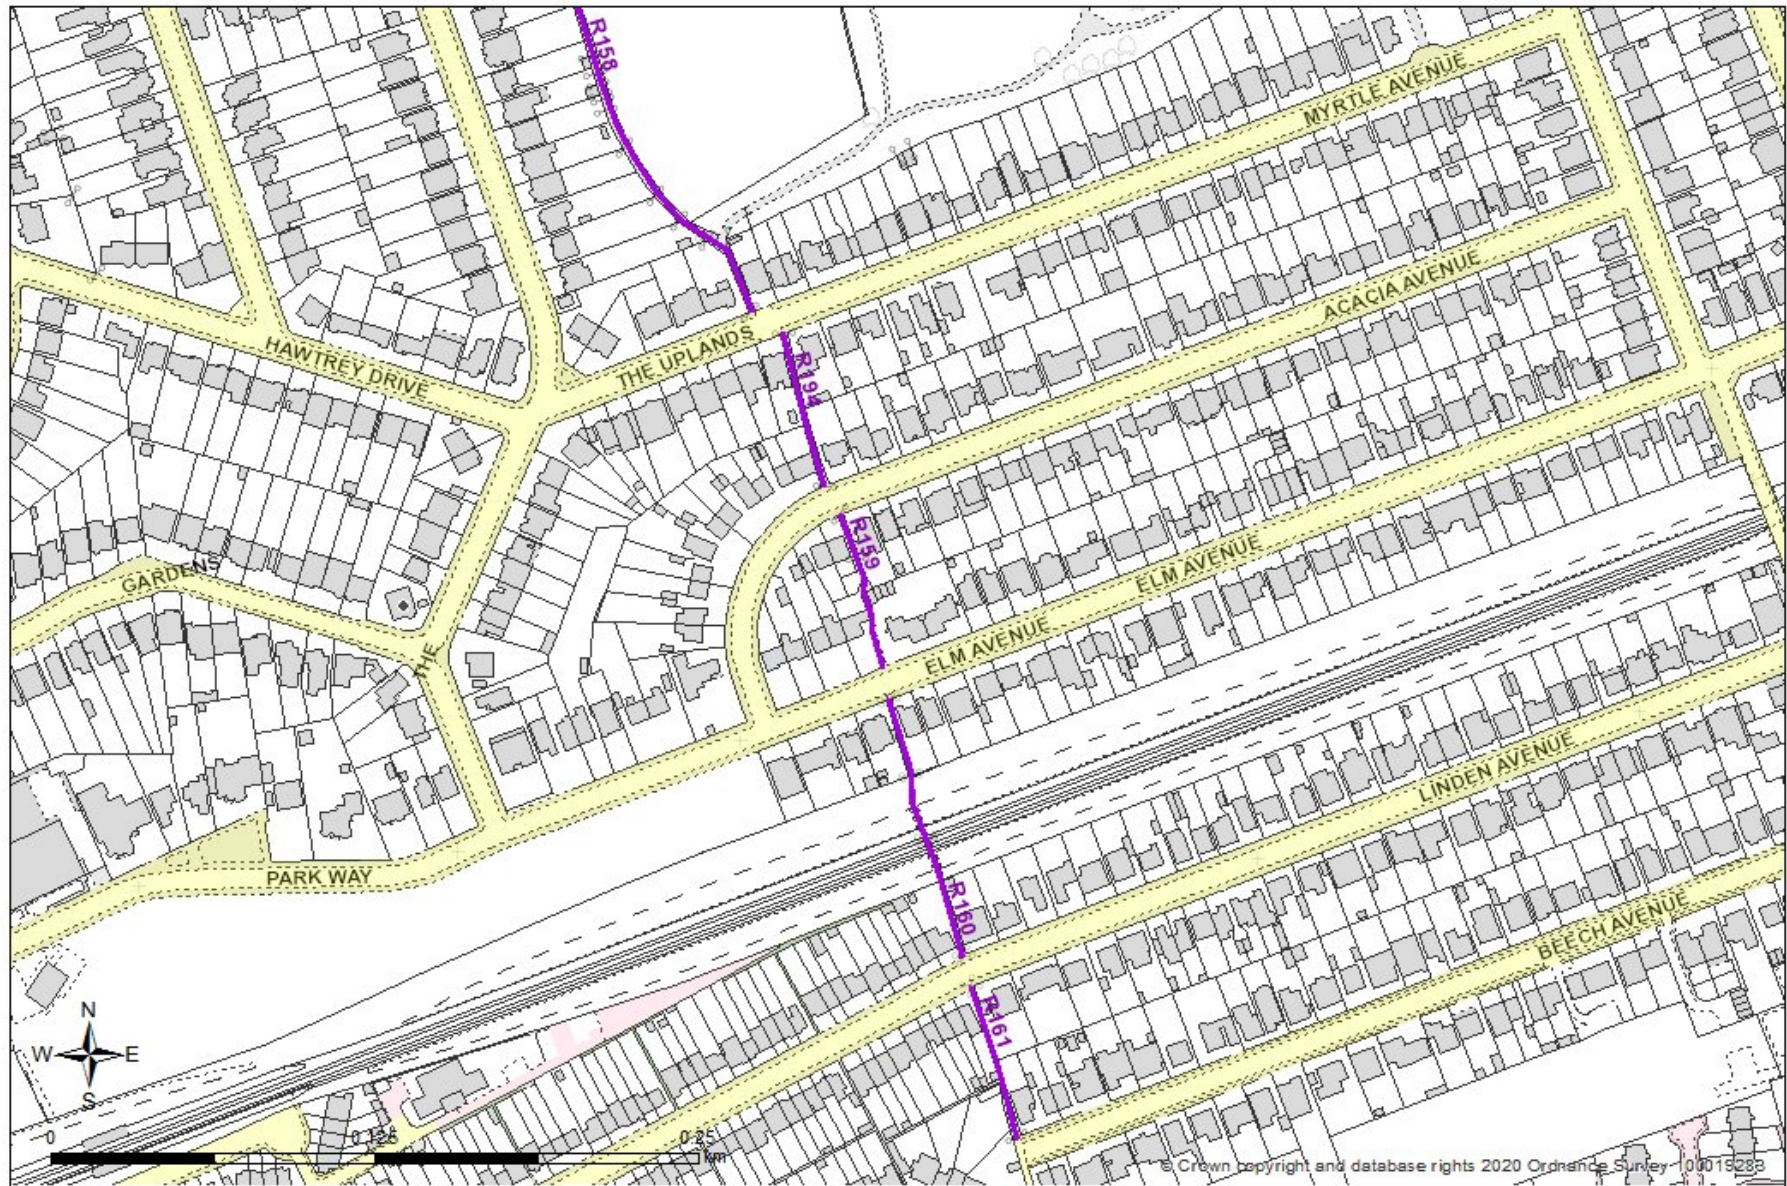 R158
MYRTLE AVENUE
ACACIA AVENUE
THE UPLANDS
HAWTREY DRIVE
R194
R159
ELM AVENUE
GARDENS
ELM AVENUE
THE
LINDEN AVENUE
PARK WAY
R160
BEECH AVENUE
R161
N
W E
S
0 0.125 0.25
km
© Crown copyright and database rights 2020 Ordnance Survey 100019283